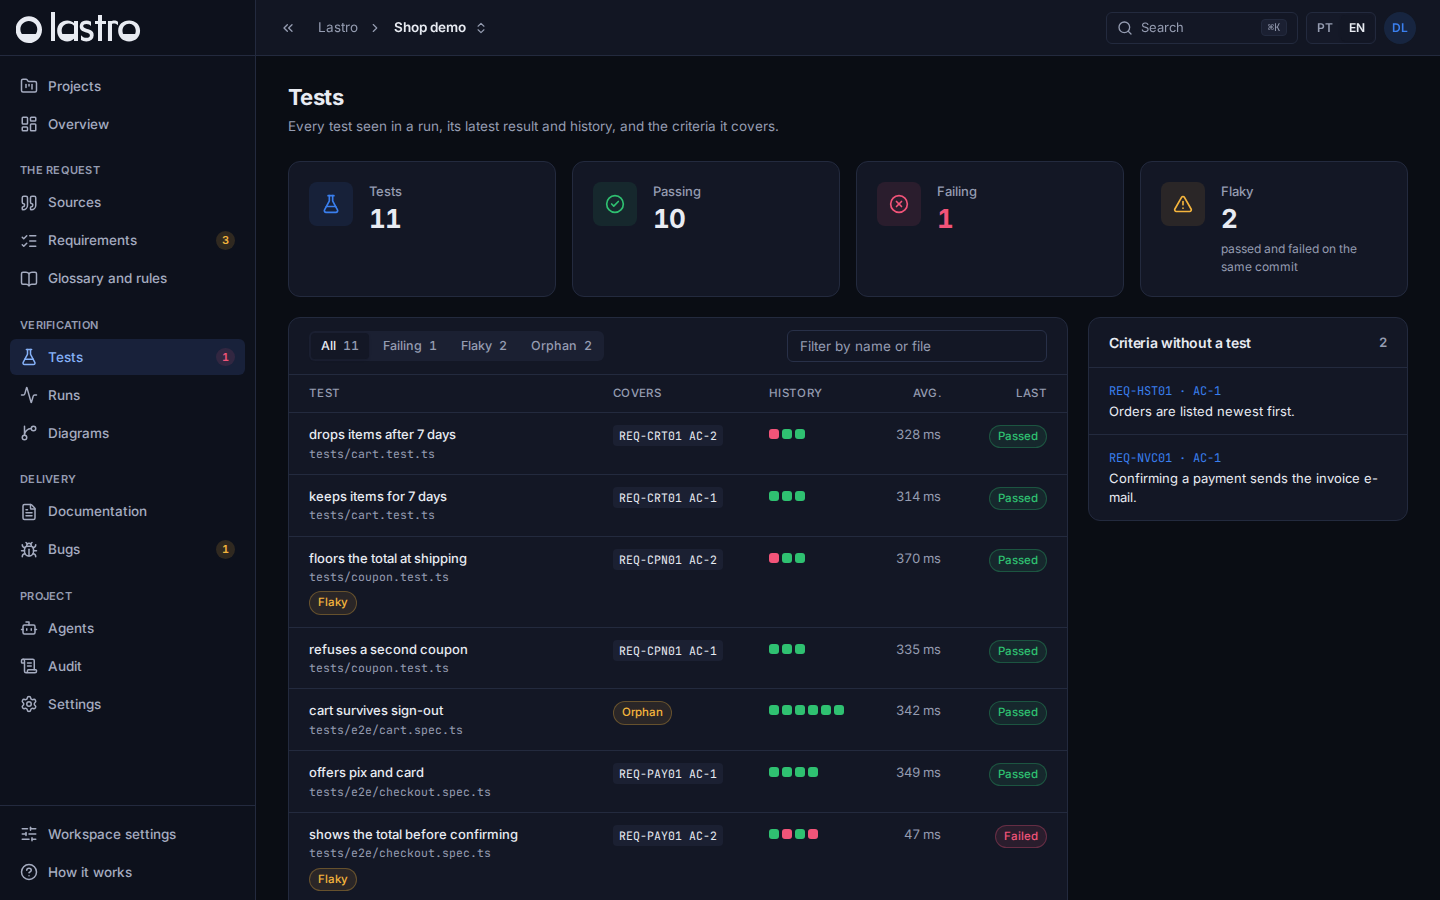 lastro
Lastro
Shop demo
Search
⌘K
PT
EN
DL
Projects
Overview
THE REQUEST
Sources
Requirements
3
Glossary and rules
VERIFICATION
Tests
1
Runs
Diagrams
DELIVERY
Documentation
Bugs
1
PROJECT
Agents
Audit
Settings
Workspace settings
How it works
Tests
Every test seen in a run, its latest result and history, and the criteria it covers.
Tests
11
Passing
10
Failing
1
Flaky
2
passed and failed on the
same commit
All 11
Failing 1
Flaky 2
Orphan 2
Filter by name or file
TEST
COVERS
HISTORY
AVG.
LAST
drops items after 7 days
tests/cart.test.ts
REQ-CRT01 AC-2
328 ms
Passed
keeps items for 7 days
tests/cart.test.ts
REQ-CRT01 AC-1
314 ms
Passed
floors the total at shipping
tests/coupon.test.ts
Flaky
REQ-CPN01 AC-2
370 ms
Passed
refuses a second coupon
tests/coupon.test.ts
REQ-CPN01 AC-1
335 ms
Passed
cart survives sign-out
tests/e2e/cart.spec.ts
Orphan
342 ms
Passed
offers pix and card
tests/e2e/checkout.spec.ts
REQ-PAY01 AC-1
349 ms
Passed
shows the total before confirming
tests/e2e/checkout.spec.ts
Flaky
REQ-PAY01 AC-2
47 ms
Failed
Criteria without a test
2
REQ-HST01 · AC-1
Orders are listed newest first.
REQ-NVC01 · AC-1
Confirming a payment sends the invoice e-
mail.